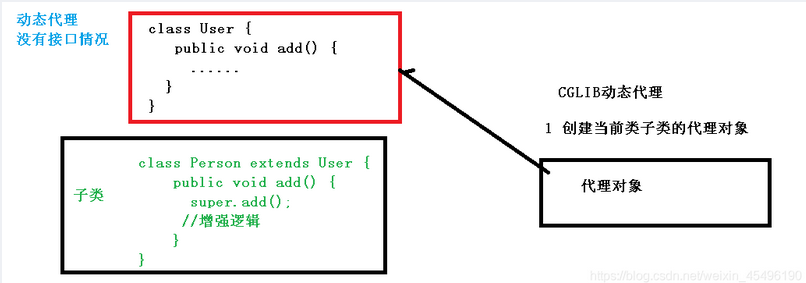 动态代理
没有接口情况
class User {
public void add() {
......
}
}
子类
class Person extends User {
public void add() {
super.add();
//增强逻辑
}
}
CGLIB动态代理
1 创建当前类子类的代理对象
代理对象
https://blog.csdn.net/weixin_45496190